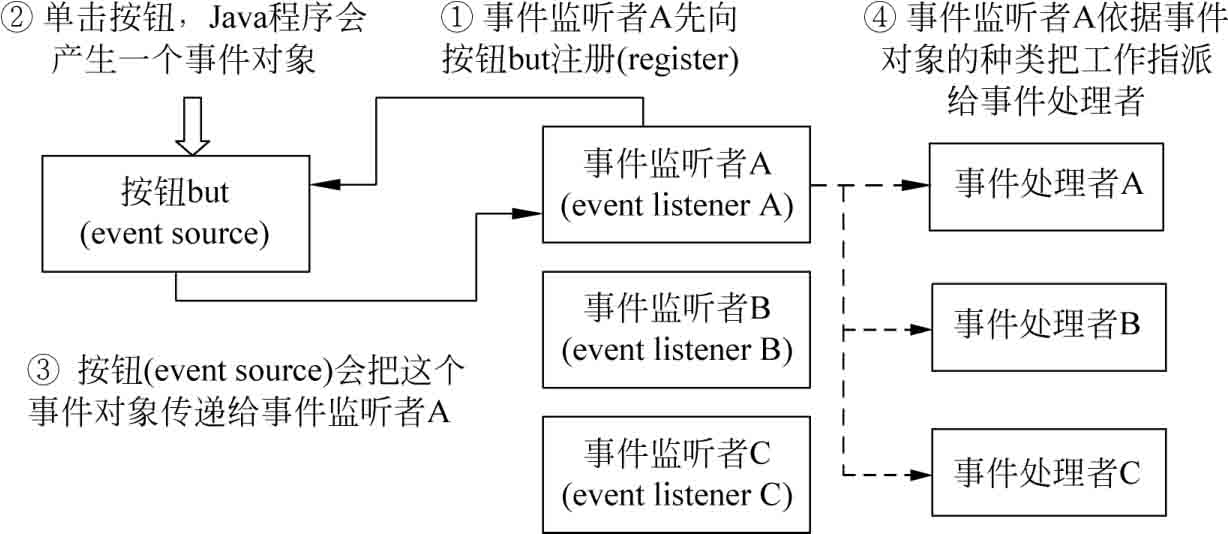 ② 单击按钮，Java程序会
产生一个事件对象
① 事件监听者A先向
按钮but注册(register)
④ 事件监听者A依据事件
对象的种类把工作指派
给事件处理者
按钮but
(event source)
事件监听者A
(event listener A)
事件处理者A
事件监听者B
(event listener B)
事件处理者B
③ 按钮(event source)会把这个
事件对象传递给事件监听者A
事件监听者C
(event listener C)
事件处理者C